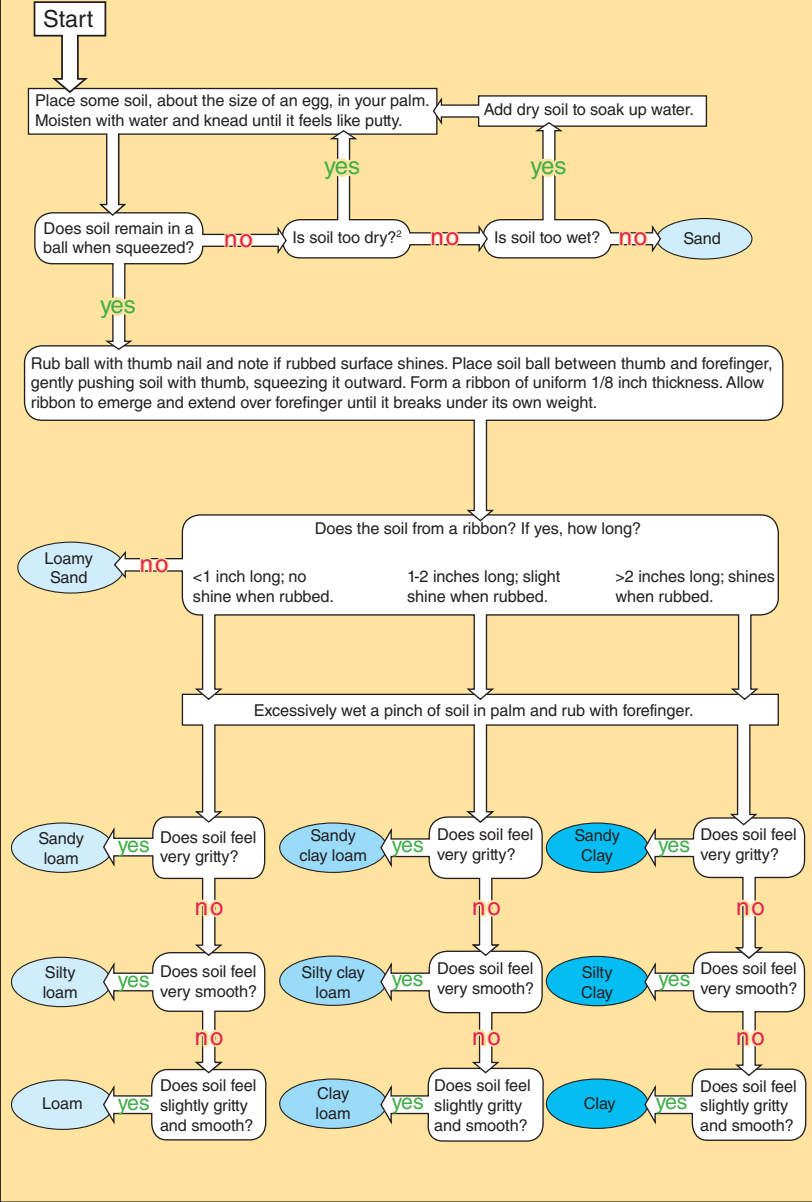 Start
Place some soil, about the size of an egg, in your palm.
Moisten with water and knead until it feels like putty.
Add dry soil to soak up water.
yes
yes
Does soil remain in a
ball when squeezed?
no
Is soil too dry?²
no
Is soil too wet?
no
Sand
yes
Rub ball with thumb nail and note if rubbed surface shines. Place soil ball between thumb and forefinger,
gently pushing soil with thumb, squeezing it outward. Form a ribbon of uniform 1/8 inch thickness. Allow
ribbon to emerge and extend over forefinger until it breaks under its own weight.
Does the soil from a ribbon? If yes, how long?
Loamy
Sand
no
<1 inch long; no
shine when rubbed.
1-2 inches long; slight
shine when rubbed.
>2 inches long; shines
when rubbed.
Excessively wet a pinch of soil in palm and rub with forefinger.
Sandy
loam
yes
Does soil feel
very gritty?
Sandy
clay loam
yes
Does soil feel
very gritty?
Sandy
Clay
yes
Does soil feel
very gritty?
no
no
no
Silty
loam
yes
Does soil feel
very smooth?
Silty clay
loam
yes
Does soil feel
very smooth?
Silty
Clay
yes
Does soil feel
very smooth?
no
no
no
Loam
yes
Does soil feel
slightly gritty
and smooth?
Clay
loam
yes
Does soil feel
slightly gritty
and smooth?
Clay
yes
Does soil feel
slightly gritty
and smooth?